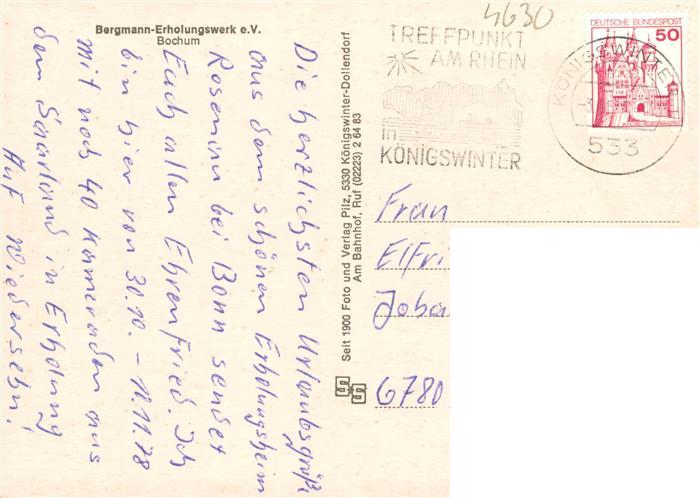 4630
Bergmann-Erholungswerk e.V.
Bochum
Die herzlichsten Urlaubsgrüße
aus dem schönen Erholungsheim
Rosenau bei Bonn sendet
Euch allen Ehrenfried. Ich
bin hier von 30.10. – 18.11.78
mit noch 40 Kameraden aus
dem Saarland in Erholung
Auf Wiedersehn!
Seit 1900 Foto und Verlag Pilz, 5330 Königswinter-Dollendorf
Am Bahnhof, Ruf (02223) 2 64 83
TREFFPUNKT
AM RHEIN
in
KÖNIGSWINTER
DEUTSCHE BUNDESPOST
50
KÖNIGSWINTER
533
Frau
Elfri
6780